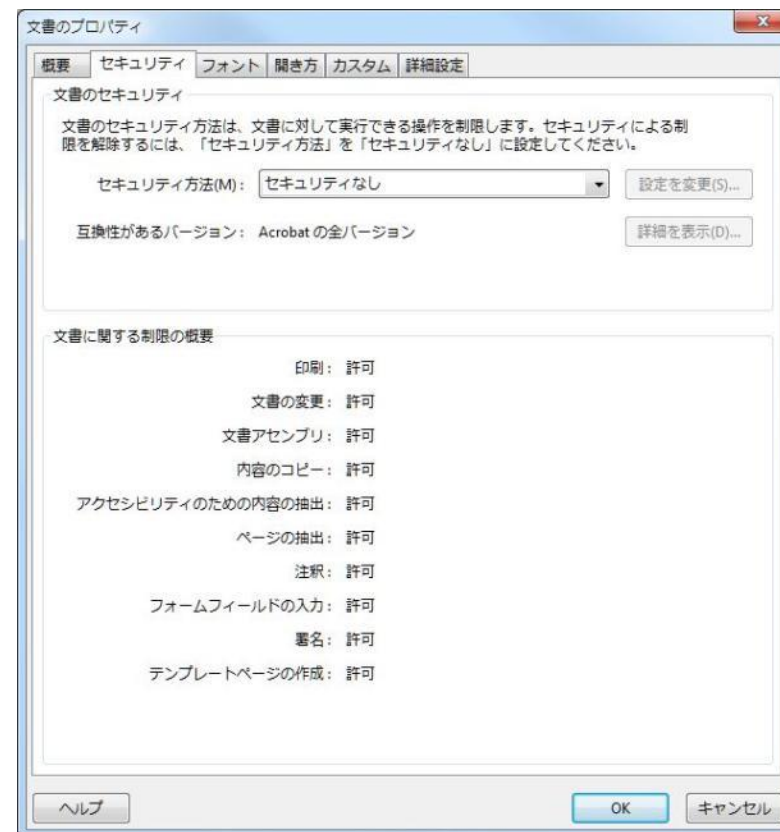 文書のプロパティ
概要 セキュリティ フォント 開き方 カスタム 詳細設定
文書のセキュリティ
文書のセキュリティ方法は、文書に対して実行できる操作を制限します。セキュリティによる制
限を解除するには、「セキュリティ方法」を「セキュリティなし」に設定してください。
セキュリティ方法(M): セキュリティなし 設定を変更(S)...
互換性があるバージョン: Acrobat の全バージョン 詳細を表示(D)...
文書に関する制限の概要
印刷: 許可
文書の変更: 許可
文書アセンブリ: 許可
内容のコピー: 許可
アクセシビリティのための内容の抽出: 許可
ページの抽出: 許可
注釈: 許可
フォームフィールドの入力: 許可
署名: 許可
テンプレートページの作成: 許可
ヘルプ OK キャンセル